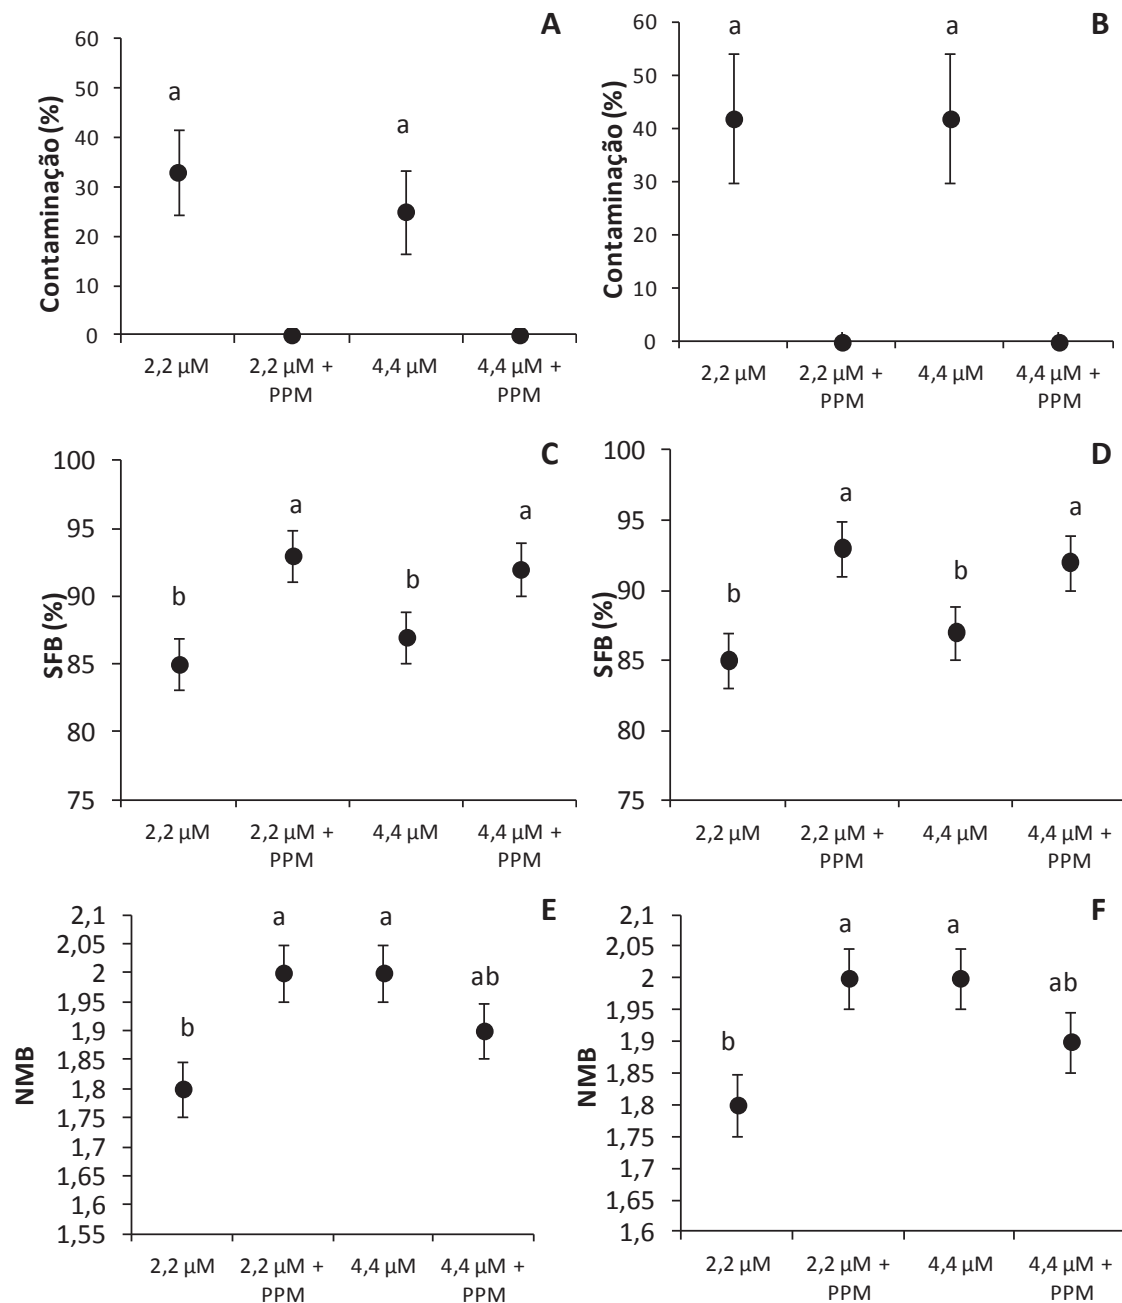 A
Contaminação (%)
60
50
40
30
20
10
0
a
a
2,2 µM
2,2 µM +
PPM
4,4 µM
4,4 µM +
PPM
B
Contaminação (%)
60
50
40
30
20
10
0
a
a
2,2 µM
2,2 µM +
PPM
4,4 µM
4,4 µM +
PPM
C
SFB (%)
100
95
90
85
80
75
b
a
b
a
2,2 µM
2,2 µM +
PPM
4,4 µM
4,4 µM +
PPM
D
SFB (%)
100
95
90
85
80
75
b
a
b
a
2,2 µM
2,2 µM +
PPM
4,4 µM
4,4 µM +
PPM
E
NMB
2,1
2,05
2
1,95
1,9
1,85
1,8
1,75
1,7
1,65
1,6
1,55
b
a
a
ab
2,2 µM
2,2 µM +
PPM
4,4 µM
4,4 µM +
PPM
F
NMB
2,1
2,05
2
1,95
1,9
1,85
1,8
1,75
1,7
1,65
1,6
b
a
a
ab
2,2 µM
2,2 µM +
PPM
4,4 µM
4,4 µM +
PPM